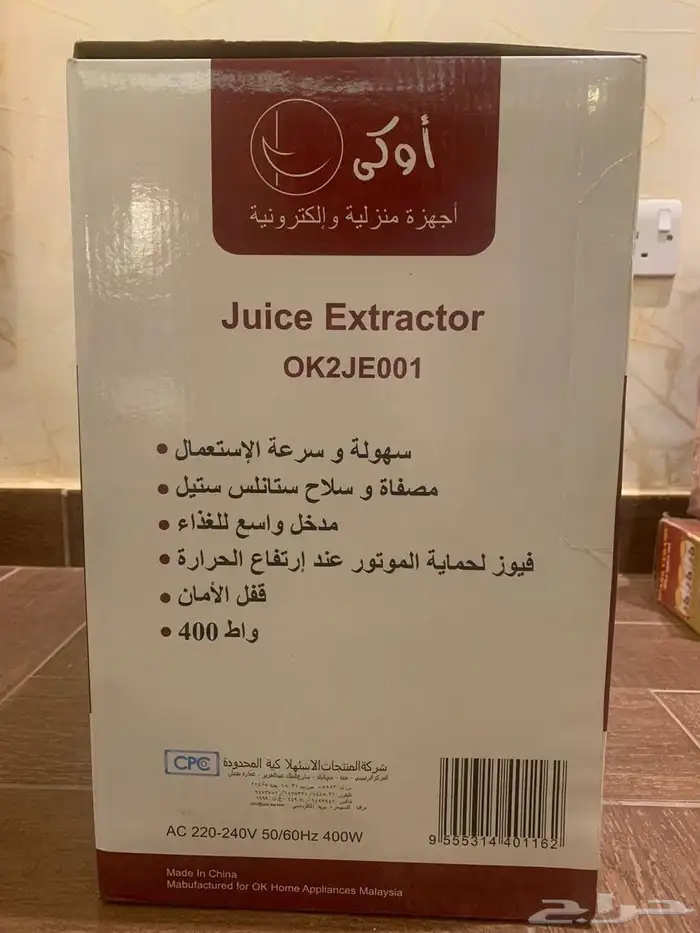 أوكى
أجهزة منزلية وإلكترونية
Juice Extractor
OK2JE001
سهولة و سرعة الإستعمال
مصفاة و سلاح ستانلس ستيل
مدخل واسع للغذاء
فيوز لحماية الموتور عند إرتفاع الحرارة
قفل الأمان
400 واط
CPC شركة المنتجات الاستهلاكية المحدودة
AC 220-240V 50/60Hz 400W
9 555314 401162
Made In China
Mabufactured for OK Home Appliances Malaysia
حراج